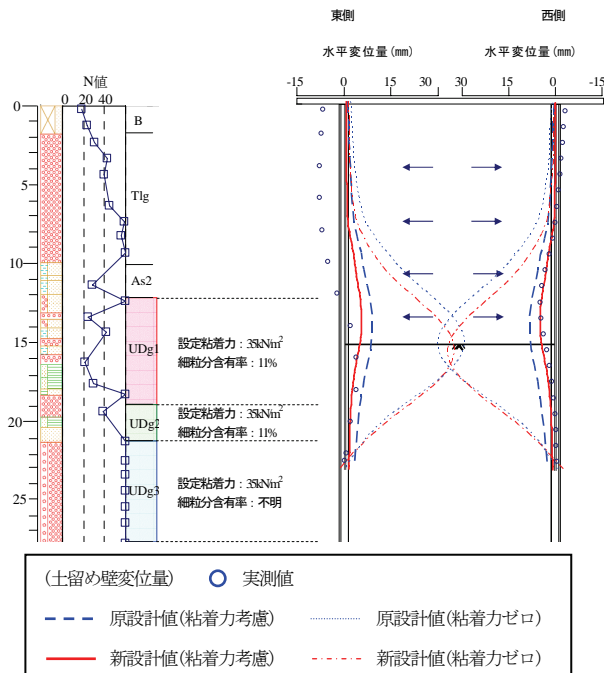 東側
西側
水平変位量(mm)
水平変位量(mm)
-15 0 15 30 30 15 0 -15
N値
0 20 40
0
5
10
15
20
25
B
Tlg
As2
UDg1
UDg2
UDg3
設定粘着力：35kN/m²
細粒分含有率：11%
設定粘着力：35kN/m²
細粒分含有率：11%
設定粘着力：35kN/m²
細粒分含有率：不明
(土留め壁変位量) 実測値
原設計値(粘着力考慮) 原設計値(粘着力ゼロ)
新設計値(粘着力考慮) 新設計値(粘着力ゼロ)